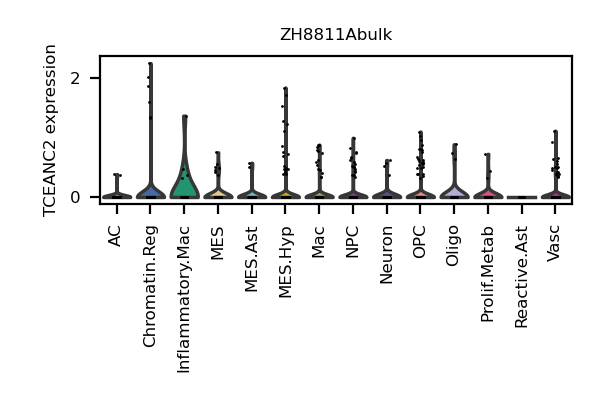 ZH8811Abulk
TCEANC2 expression
2
0
AC
Chromatin.Reg
Inflammatory.Mac
MES
MES.Ast
MES.Hyp
Mac
NPC
Neuron
OPC
Oligo
Prolif.Metab
Reactive.Ast
Vasc